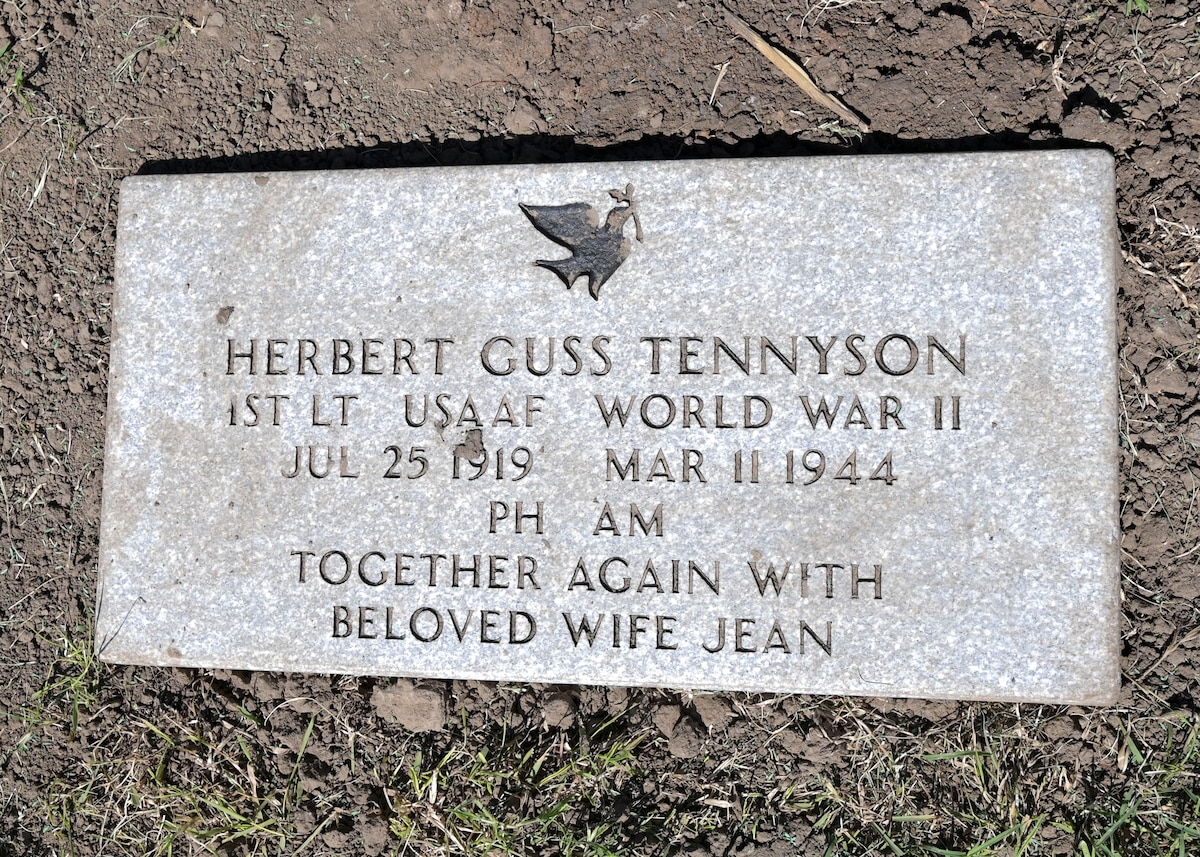 HERBERT GUSS TENNYSON
1ST LT USAAF WORLD WAR II
JUL 25 1919 MAR 11 1944
PH AM
TOGETHER AGAIN WITH
BELOVED WIFE JEAN